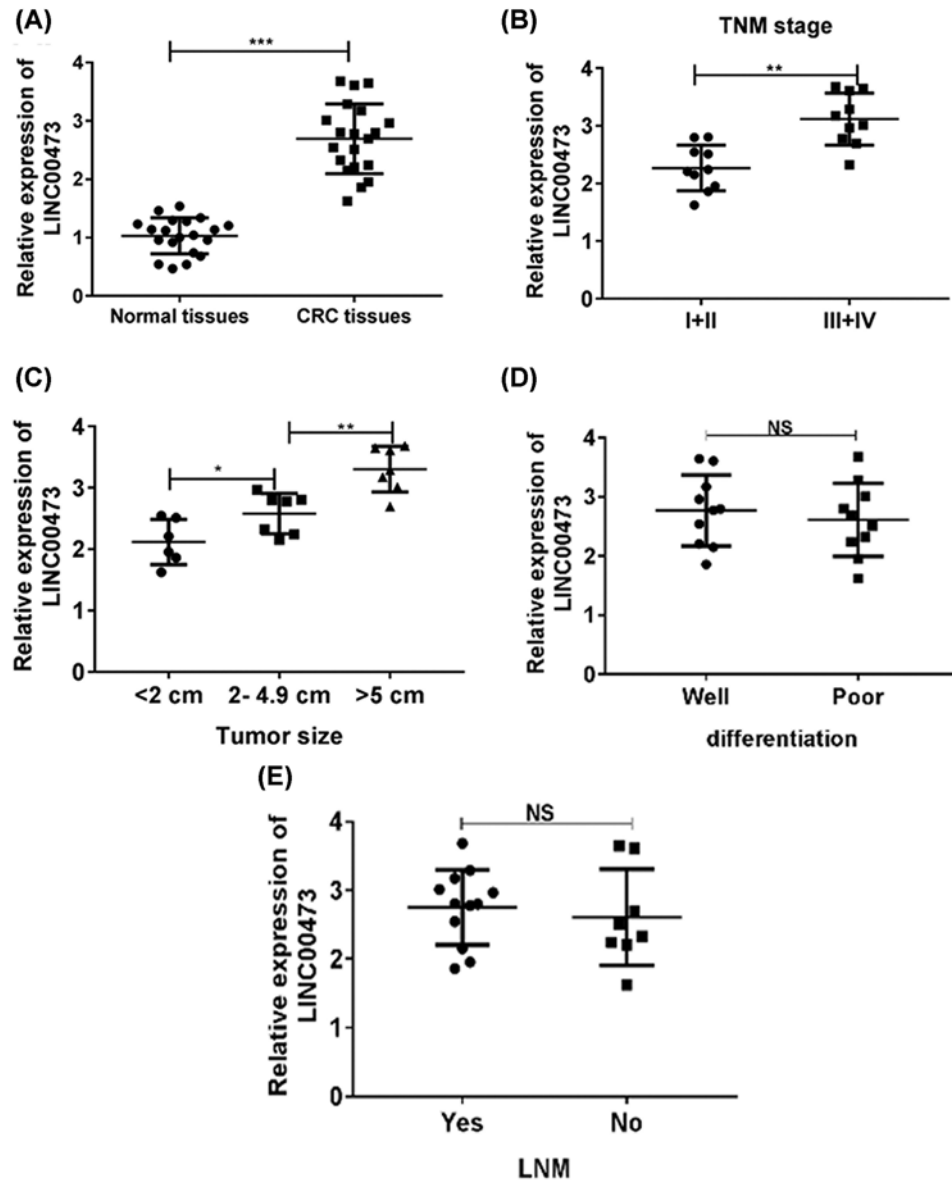 (A)
***
Relative expression of
LINC00473
4
3
2
1
0
Normal tissues
CRC tissues
(B)
TNM stage
**
Relative expression of
LINC00473
4
3
2
1
0
I+II
III+IV
(C)
*
**
Relative expression of
LINC00473
4
3
2
1
0
<2 cm
2- 4.9 cm
>5 cm
Tumor size
(D)
NS
Relative expression of
LINC00473
4
3
2
1
0
Well
Poor
differentiation
(E)
NS
Relative expression of
LINC00473
4
3
2
1
0
Yes
No
LNM